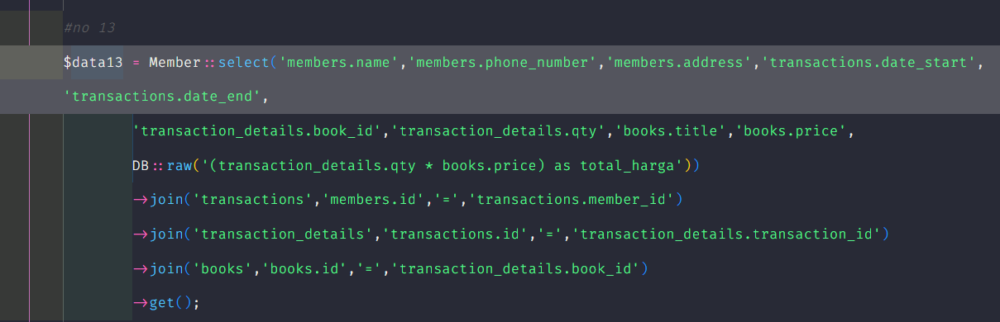 #no 13
$data13 = Member::select('members.name','members.phone_number','members.address','transactions.date_start',
'transactions.date_end',
'transaction_details.book_id','transaction_details.qty','books.title','books.price',
DB::raw('(transaction_details.qty * books.price) as total_harga'))
->join('transactions','members.id','=','transactions.member_id')
->join('transaction_details','transactions.id','=','transaction_details.transaction_id')
->join('books','books.id','=','transaction_details.book_id')
->get();